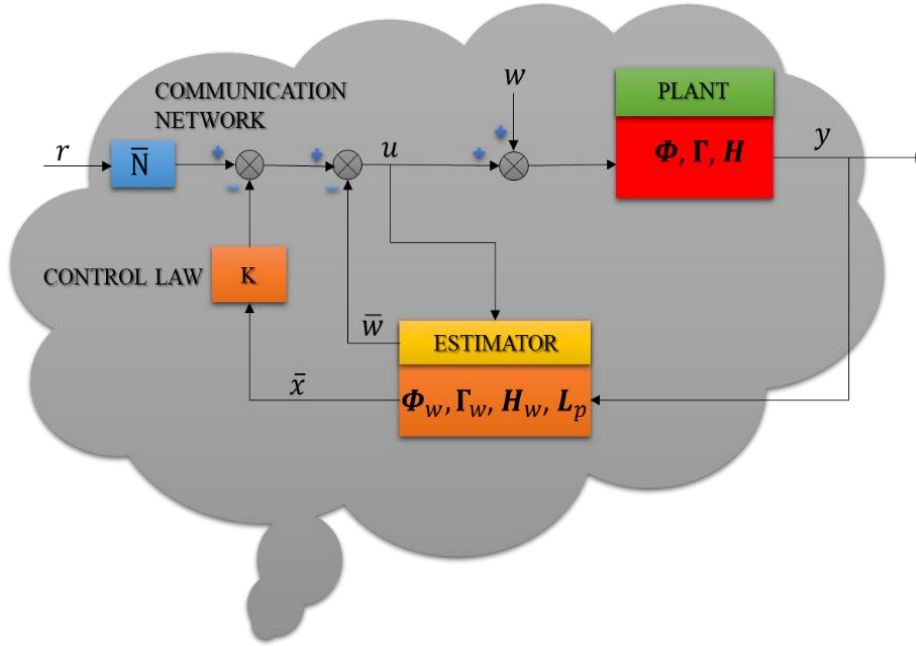 COMMUNICATION
NETWORK
w
PLANT
r
N̅
+
+
u
+
+
Φ, Γ, H
y
−
−
CONTROL LAW
K
w̅
ESTIMATOR
x̅
Φ_w, Γ_w, H_w, L_p